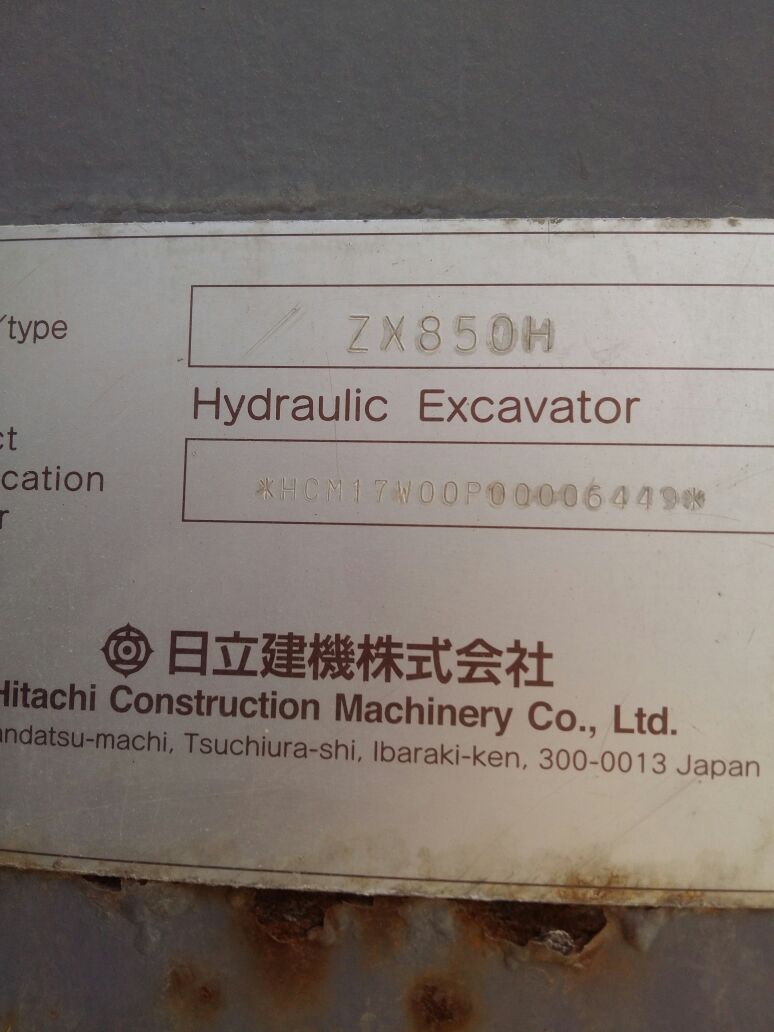 /type
ZX850H
Hydraulic Excavator
ct
cation
r
*HCM17W00P00006449*
日立建機株式会社
Hitachi Construction Machinery Co., Ltd.
andatsu-machi, Tsuchiura-shi, Ibaraki-ken, 300-0013 Japan